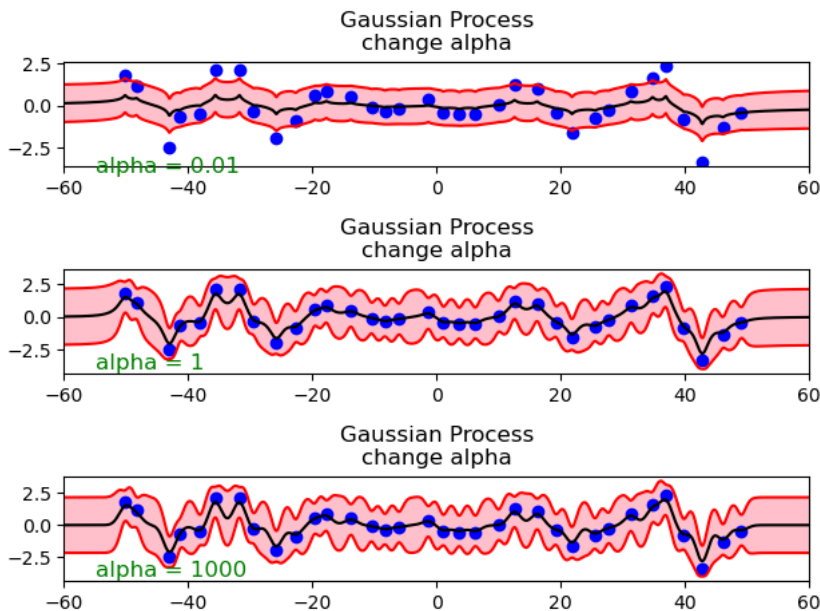 Gaussian Process
change alpha
2.5
0.0
−2.5
alpha = 0.01
−60 −40 −20 0 20 40 60
Gaussian Process
change alpha
2.5
0.0
−2.5
alpha = 1
−60 −40 −20 0 20 40 60
Gaussian Process
change alpha
2.5
0.0
−2.5
alpha = 1000
−60 −40 −20 0 20 40 60